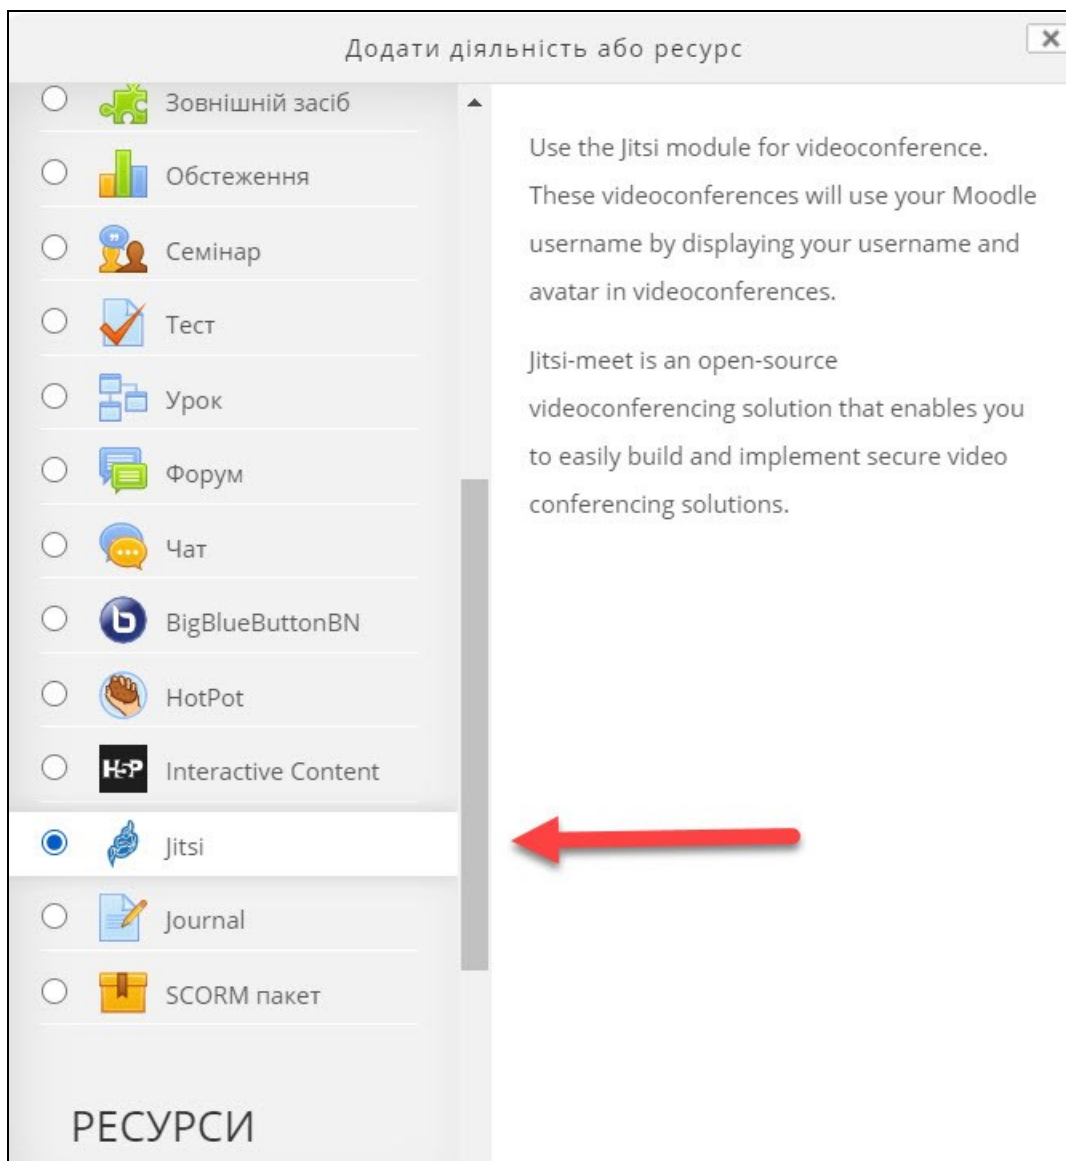 Додати діяльність або ресурс
Зовнішній засіб
Обстеження
Семінар
Тест
Урок
Форум
Чат
BigBlueButtonBN
HotPot
H5P
Interactive Content
Jitsi
Journal
SCORM пакет
РЕСУРСИ
Use the Jitsi module for videoconference.
These videoconferences will use your Moodle
username by displaying your username and
avatar in videoconferences.
Jitsi-meet is an open-source
videoconferencing solution that enables you
to easily build and implement secure video
conferencing solutions.